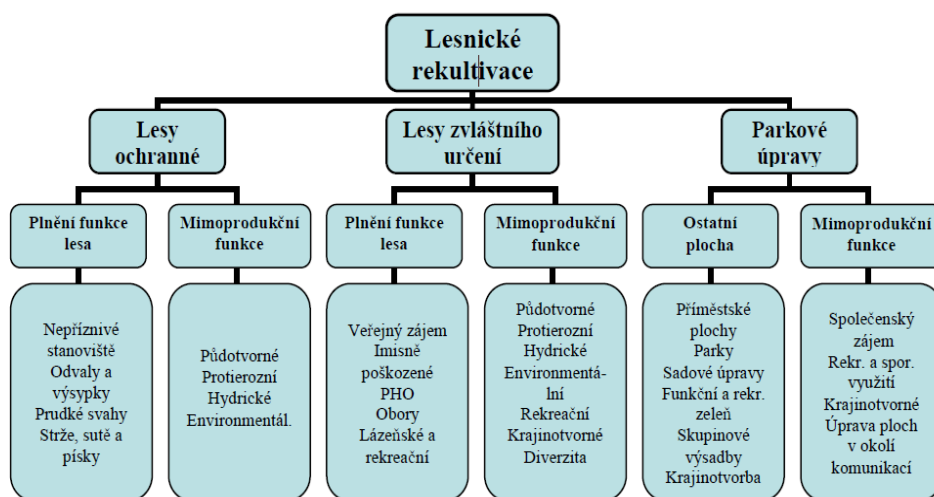 Lesnické
rekultivace
Lesy
ochranné
Lesy zvláštního
určení
Parkové
úpravy
Plnění funkce
lesa
Mimoprodukční
funkce
Plnění funkce
lesa
Mimoprodukční
funkce
Ostatní
plocha
Mimoprodukční
funkce
Nepříznivé
stanoviště
Odvaly a
výsypky
Prudké svahy
Strže, sutě a
písky
Půdotvorné
Protierozní
Hydrické
Environmentál.
Veřejný zájem
Imisně
poškozené
PHO
Obory
Lázeňské a
rekreační
Půdotvorné
Protierozní
Hydrické
Environmentá-
lní
Rekreační
Krajinotvorné
Diverzita
Příměstské
plochy
Parky
Sadové úpravy
Funkční a rekr.
zeleň
Skupinové
výsadby
Krajinotvorba
Společenský
zájem
Rekr. a spor.
využití
Krajinotvorné
Úprava ploch
v okolí
komunikací